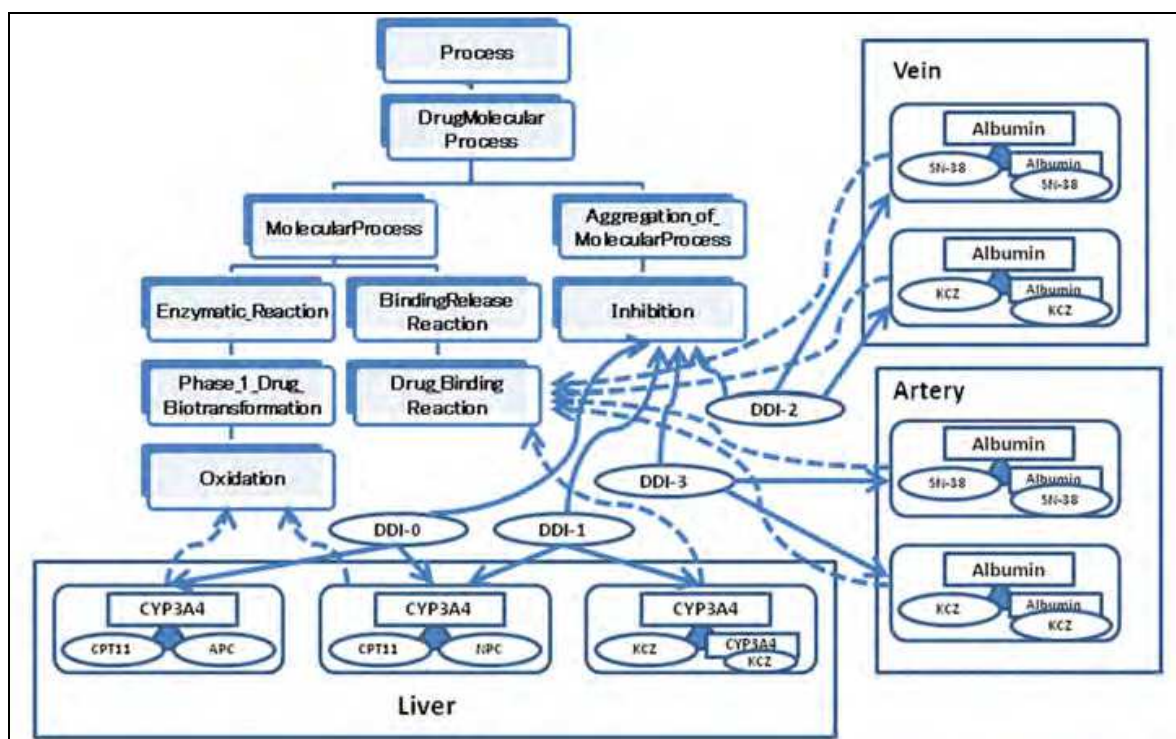 Process
DrugMolecular
Process
MolecularProcess
Aggregation_of_
MolecularProcess
Enzymatic_Reaction
BindingRelease
Reaction
Inhibition
Phase_1_Drug_
Biotransformation
Drug_Binding
Reaction
Oxidation
DDI-0
DDI-1
DDI-2
DDI-3
Vein
Albumin
SN-38
Albumin
SN-38
Albumin
KCZ
Albumin
KCZ
Artery
Albumin
SN-38
Albumin
SN-38
Albumin
KCZ
Albumin
KCZ
CYP3A4
CPT11
APC
CYP3A4
CPT11
NPC
CYP3A4
KCZ
CYP3A4
KCZ
Liver